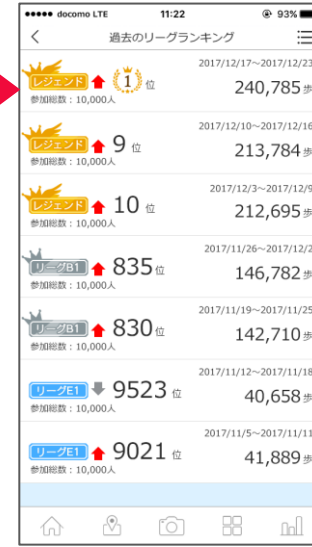 docomo LTE 11:22 93%
過去のリーグランキング
2017/12/17～2017/12/23
レジェンド 1 位 240,785 歩
参加総数：10,000人
2017/12/10～2017/12/16
レジェンド 9 位 213,784 歩
参加総数：10,000人
2017/12/3～2017/12/9
レジェンド 10 位 212,695 歩
参加総数：10,000人
2017/11/26～2017/12/2
リーグB1 835 位 146,782 歩
参加総数：10,000人
2017/11/19～2017/11/25
リーグB1 830 位 142,710 歩
参加総数：10,000人
2017/11/12～2017/11/18
リーグE1 9523 位 40,658 歩
参加総数：10,000人
2017/11/5～2017/11/11
リーグE1 9021 位 41,889 歩
参加総数：10,000人